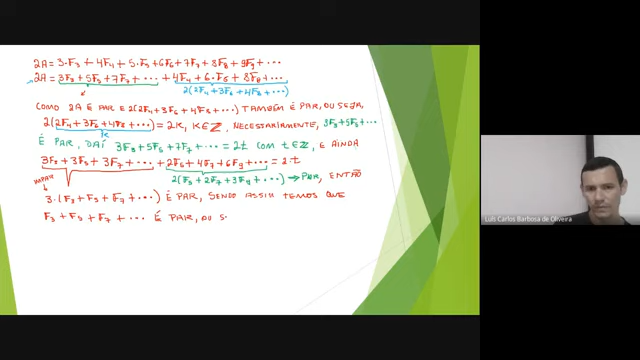 2A = 3·F₃ + 4F₄ + 5·F₅ + 6F₆ + 7F₇ + 8F₈ + 9F₉ + ···
2A = 3F₃ + 5F₅ + 7F₇ + ··· + 4F₄ + 6·F₆ + 8F₈ + ···
2(2F₄ + 3F₆ + 4F₈ + ···)
COMO 2A É PAR E 2(2F₄ + 3F₆ + 4F₈ + ···) TAMBÉM É PAR, OU SEJA,
2(2F₄ + 3F₆ + 4F₈ + ···) = 2K, K ∈ ℤ, NECESSARIAMENTE, 3F₃ + 5F₅ + ···
É PAR, DAÍ 3F₃ + 5F₅ + 7F₇ + ··· = 2t COM t ∈ ℤ, E AINDA
3F₃ + 3F₅ + 3F₇ + ··· + 2F₅ + 4F₇ + 6F₉ + ··· = 2·t
2(F₅ + 2F₇ + 3F₉ + ···) → PAR, ENTÃO
ÍMPAR
3·(F₃ + F₅ + F₇ + ···) É PAR, SENDO ASSIM TEMOS QUE
F₃ + F₅ + F₇ + ··· É PAR, OU S
Luis Carlos Barbosa de Oliveira